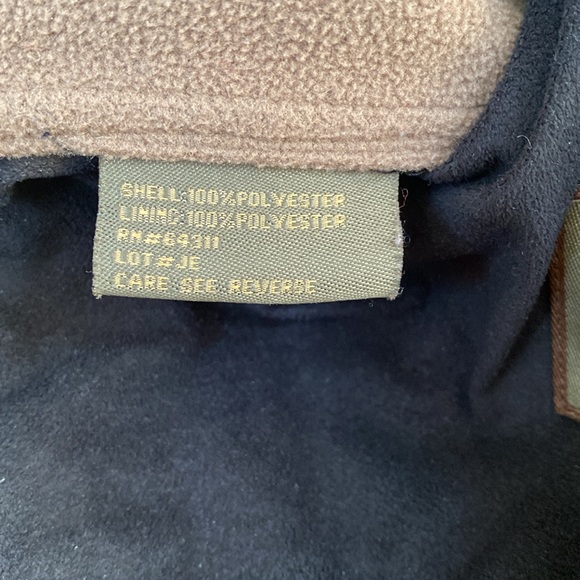 SHELL:100%POLYESTER
LINING:100%POLYESTER
RN#64311
LOT#JE
CARE SEE REVERSE